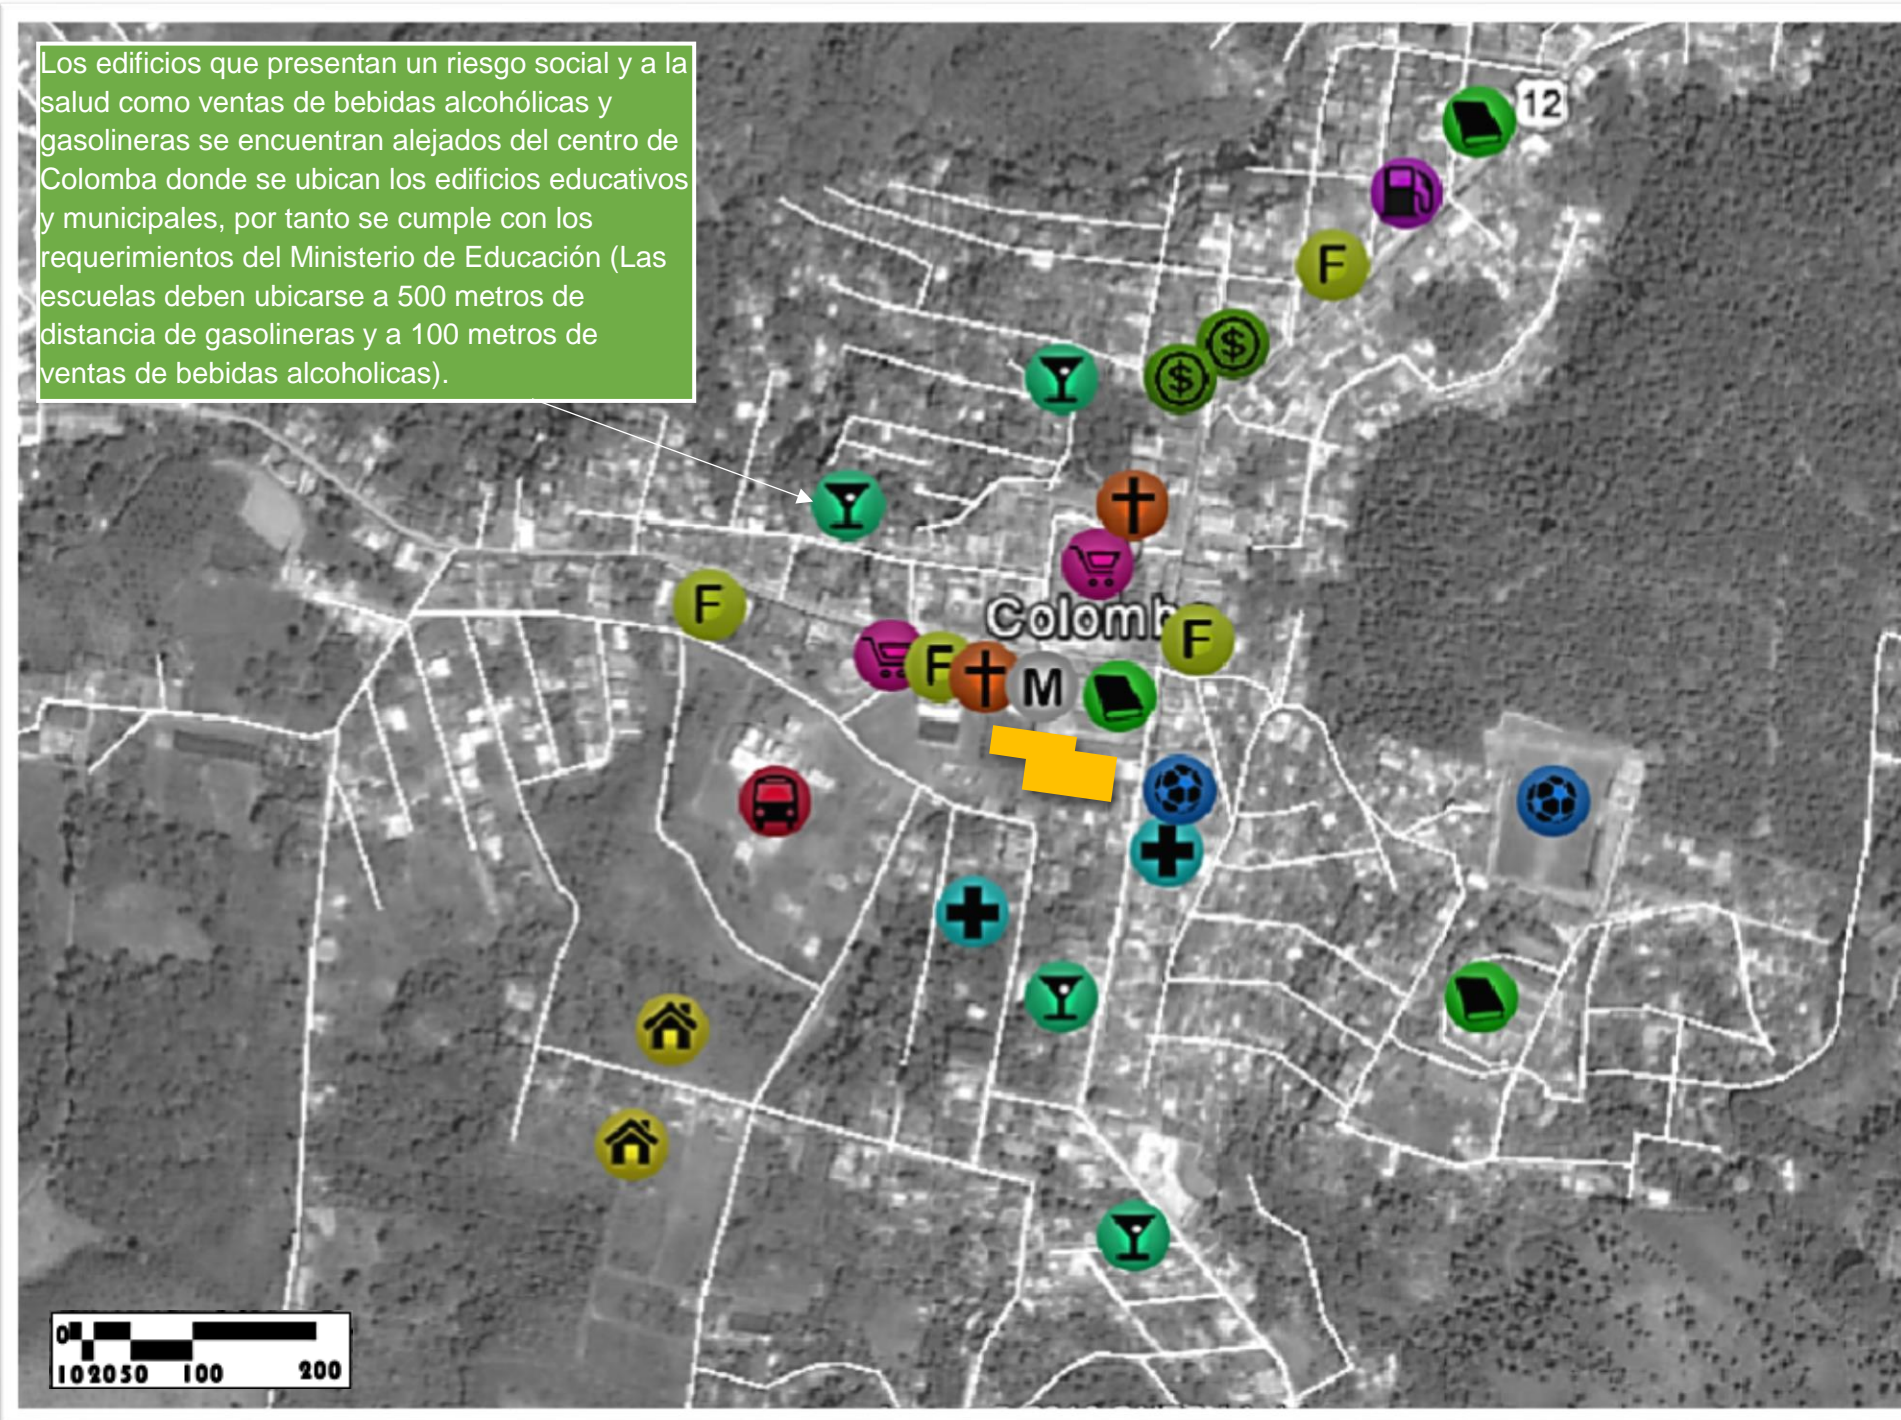 Los edificios que presentan un riesgo social y a la
salud como ventas de bebidas alcohólicas y
gasolineras se encuentran alejados del centro de
Colomba donde se ubican los edificios educativos
y municipales, por tanto se cumple con los
requerimientos del Ministerio de Educación (Las
escuelas deben ubicarse a 500 metros de
distancia de gasolineras y a 100 metros de
ventas de bebidas alcoholicas).
12
F
$
$
F
Colomb
F
F
M
0
10 20 50 100 200